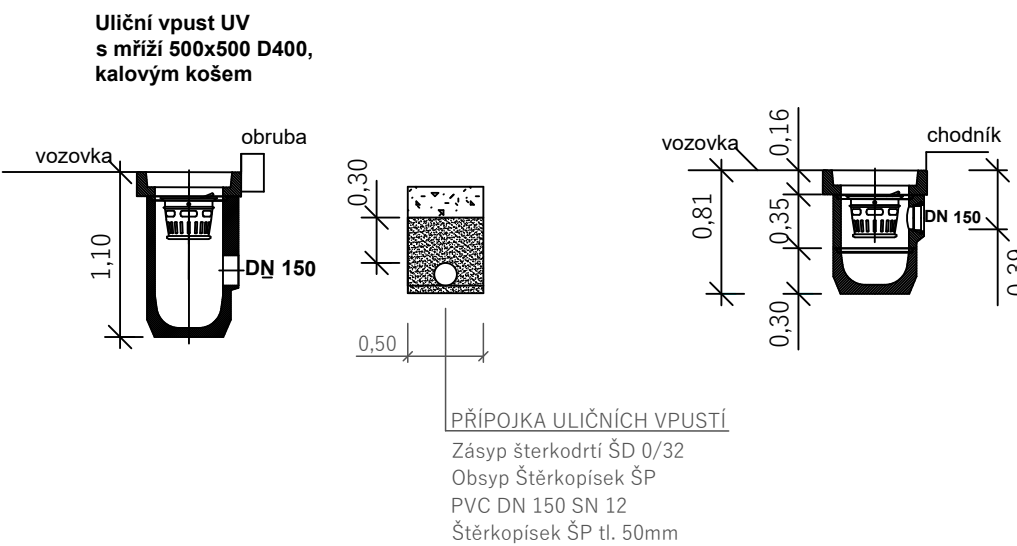 Uliční vpust UV
s mříží 500x500 D400,
kalovým košem
vozovka
obruba
1,10
DN 150
0,30
0,50
PŘÍPOJKA ULIČNÍCH VPUSTÍ
Zásyp šterkodrtí ŠD 0/32
Obsyp Štěrkopísek ŠP
PVC DN 150 SN 12
Štěrkopísek ŠP tl. 50mm
vozovka
0,16
chodník
0,81
0,35
DN 150
0,39
0,30